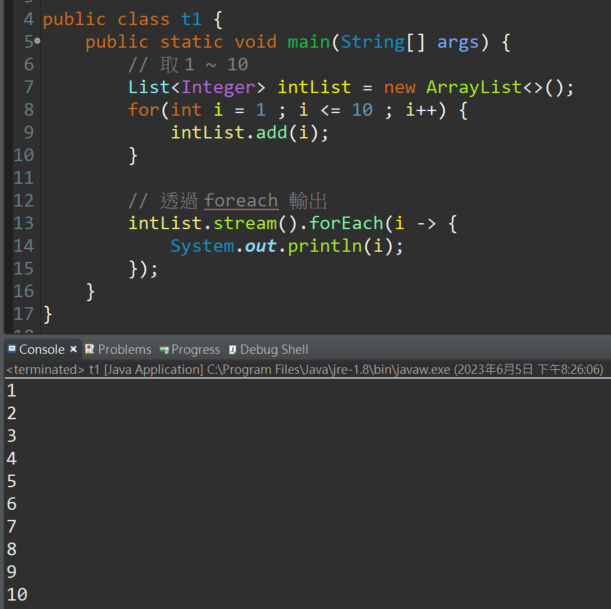 4 public class t1 {
5 public static void main(String[] args) {
6 // 取 1 ~ 10
7 List<Integer> intList = new ArrayList<>();
8 for(int i = 1 ; i <= 10 ; i++) {
9 intList.add(i);
10 }
11
12 // 透過 foreach 輸出
13 intList.stream().forEach(i -> {
14 System.out.println(i);
15 });
16 }
17 }
Console Problems Progress Debug Shell
<terminated> t1 [Java Application] C:\Program Files\Java\jre-1.8\bin\javaw.exe (2023年6月5日 下午8:26:06)
1
2
3
4
5
6
7
8
9
10